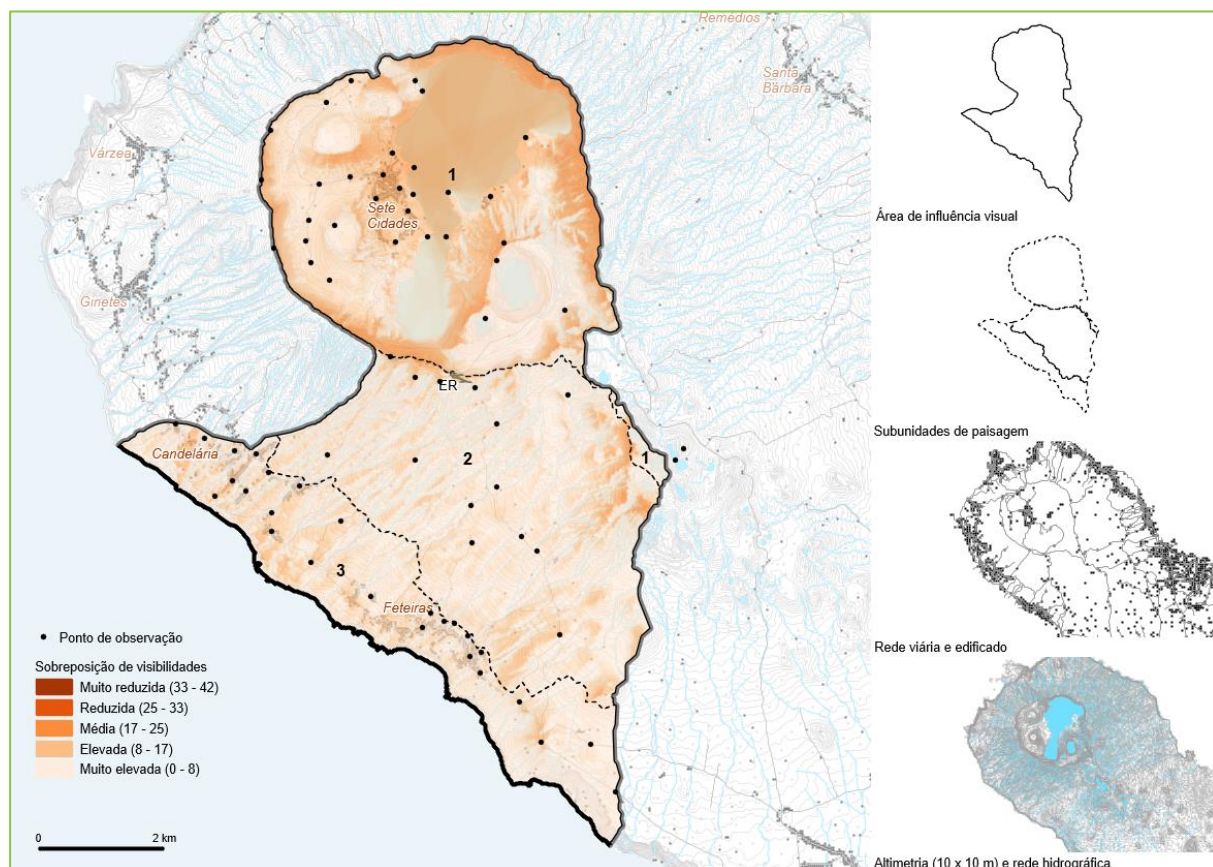 Remédios
Santa
Bárbara
Várzea
1
Sete
Cidades
Ginetes
ER
Candelária
2
1
3
Feteiras
Ponto de observação
Sobreposição de visibilidades
Muito reduzida (33 - 42)
Reduzida (25 - 33)
Média (17 - 25)
Elevada (8 - 17)
Muito elevada (0 - 8)
0 2 km
Área de influência visual
Subunidades de paisagem
Rede viária e edificado
Altimetria (10 x 10 m) e rede hidrográfica